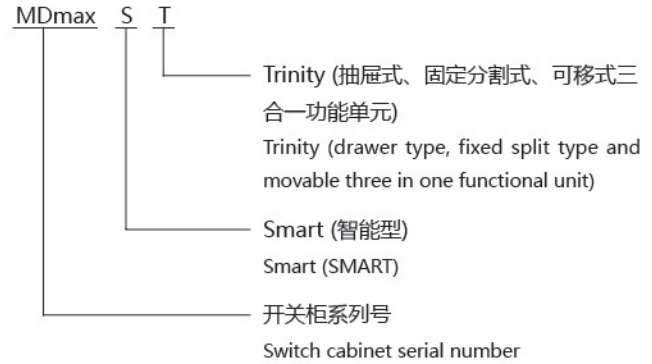 MDmax S T
Trinity (抽屉式、固定分割式、可移式三
合一功能单元)
Trinity (drawer type, fixed split type and
movable three in one functional unit)
Smart (智能型)
Smart (SMART)
开关柜系列号
Switch cabinet serial number